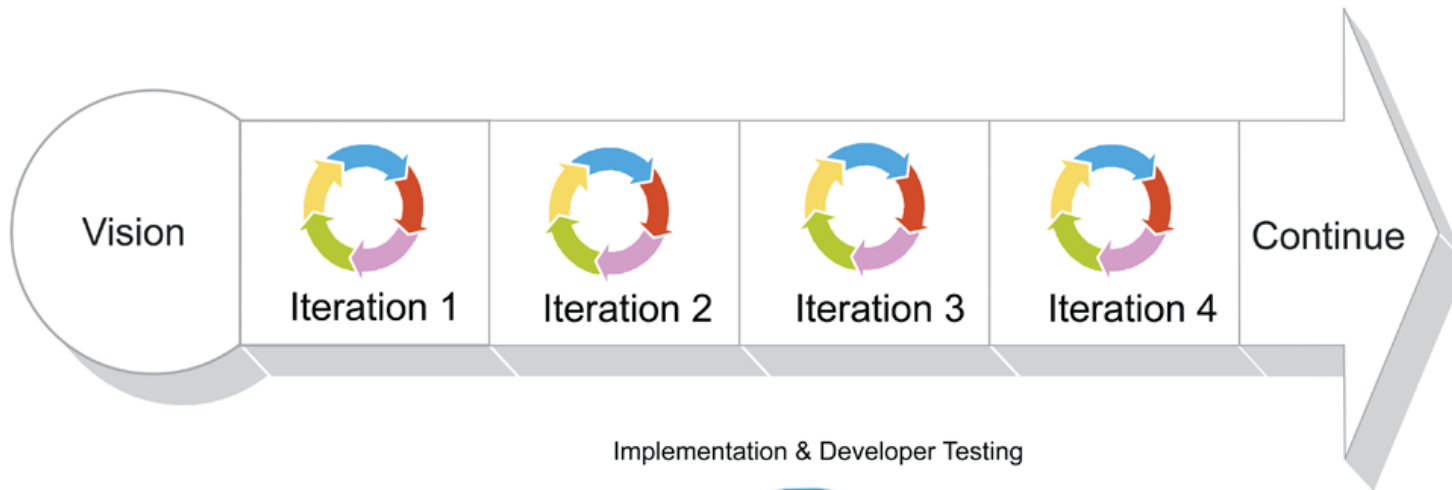 Vision
Iteration 1
Iteration 2
Iteration 3
Iteration 4
Continue
Implementation & Developer Testing